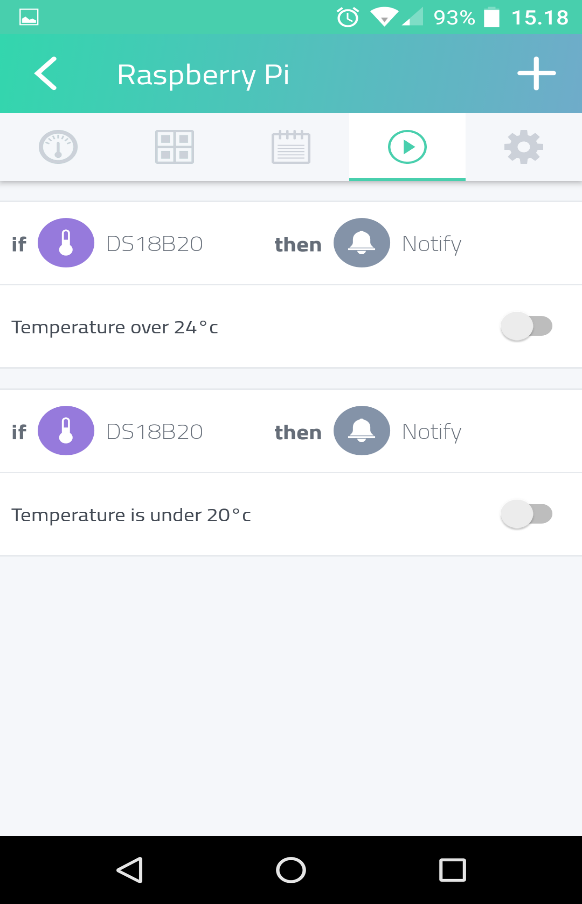 93% 15.18
Raspberry Pi
if DS18B20 then Notify
Temperature over 24°c
if DS18B20 then Notify
Temperature is under 20°c